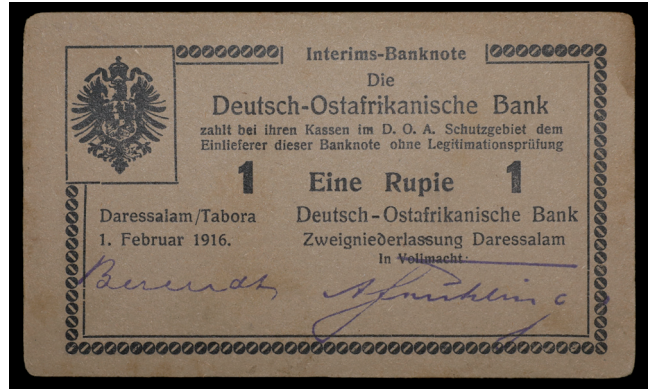 Interims-Banknote
Die
Deutsch-Ostafrikanische Bank
zahlt bei ihren Kassen im D. O. A. Schutzgebiet dem
Einlieferer dieser Banknote ohne Legitimationsprüfung
1 Eine Rupie 1
Daressalam/Tabora
1. Februar 1916.
Deutsch-Ostafrikanische Bank
Zweigniederlassung Daressalam
In Vollmacht:
Berendt